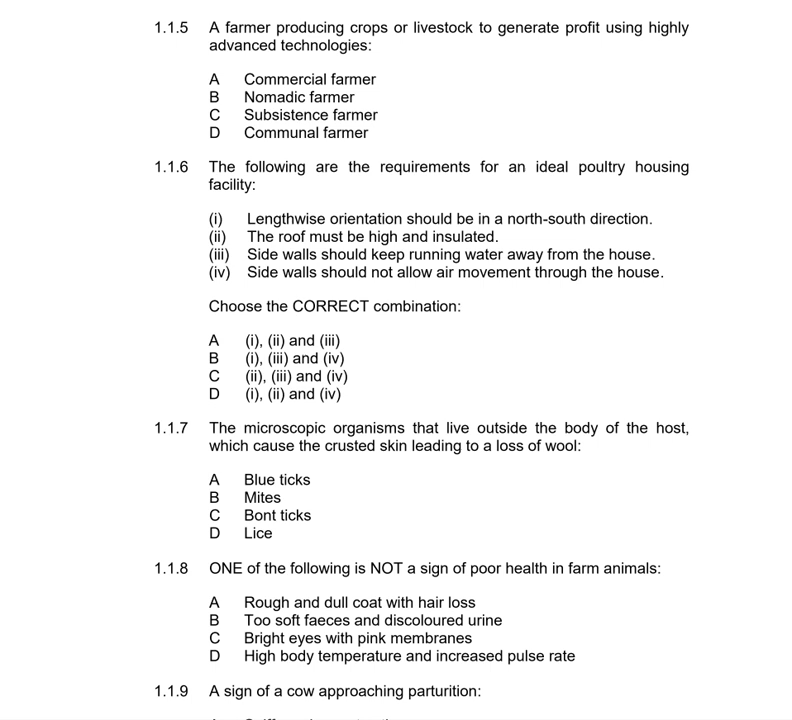 1.1.5 A farmer producing crops or livestock to generate profit using highly
advanced technologies:
A Commercial farmer
B Nomadic farmer
C Subsistence farmer
D Communal farmer
1.1.6 The following are the requirements for an ideal poultry housing
facility:
(i) Lengthwise orientation should be in a north-south direction.
(ii) The roof must be high and insulated.
(iii) Side walls should keep running water away from the house.
(iv) Side walls should not allow air movement through the house.
Choose the CORRECT combination:
A (i), (ii) and (iii)
B (i), (iii) and (iv)
C (ii), (iii) and (iv)
D (i), (ii) and (iv)
1.1.7 The microscopic organisms that live outside the body of the host,
which cause the crusted skin leading to a loss of wool:
A Blue ticks
B Mites
C Bont ticks
D Lice
1.1.8 ONE of the following is NOT a sign of poor health in farm animals:
A Rough and dull coat with hair loss
B Too soft faeces and discoloured urine
C Bright eyes with pink membranes
D High body temperature and increased pulse rate
1.1.9 A sign of a cow approaching parturition: